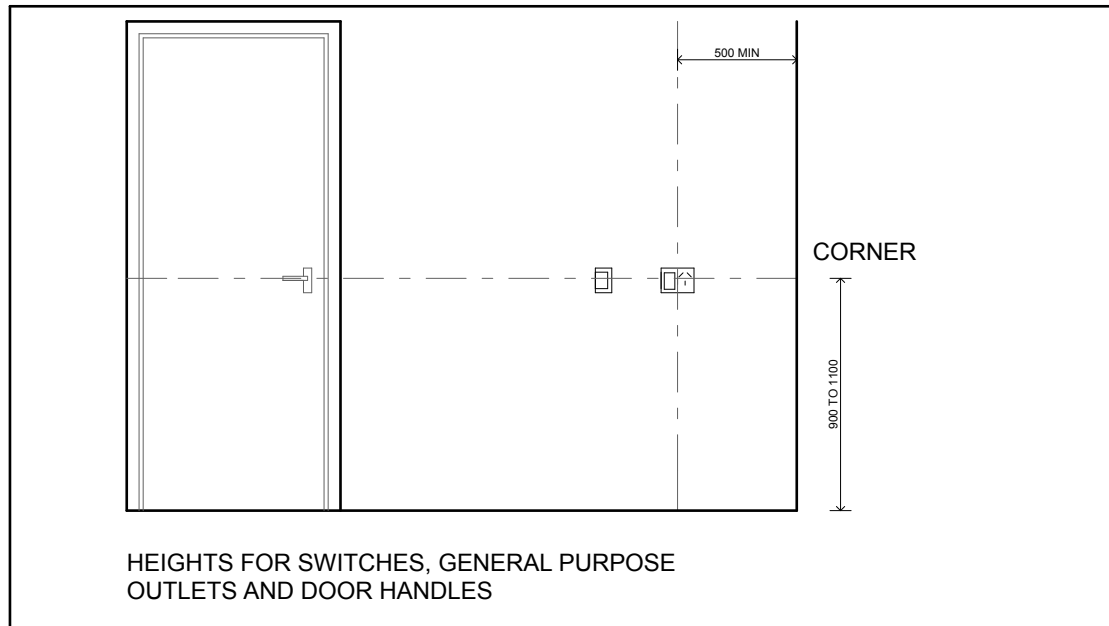 500 MIN
CORNER
900 TO 1100
HEIGHTS FOR SWITCHES, GENERAL PURPOSE
OUTLETS AND DOOR HANDLES